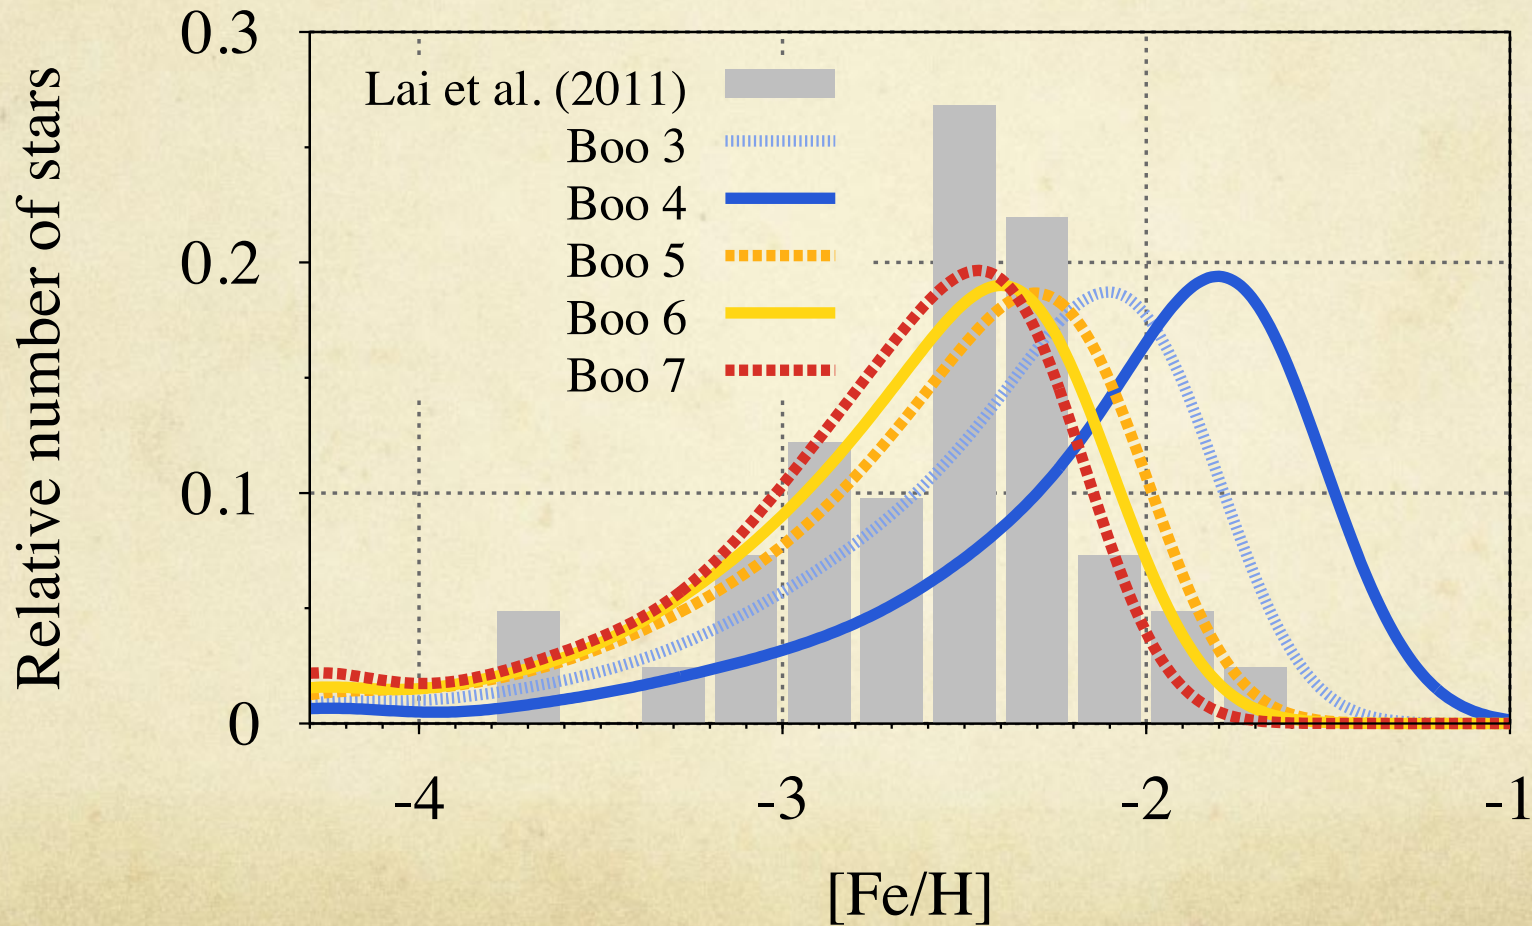 Relative number of stars
0.3
0.2
0.1
0
Lai et al. (2011)
Boo 3
Boo 4
Boo 5
Boo 6
Boo 7
-4
-3
-2
-1
[Fe/H]